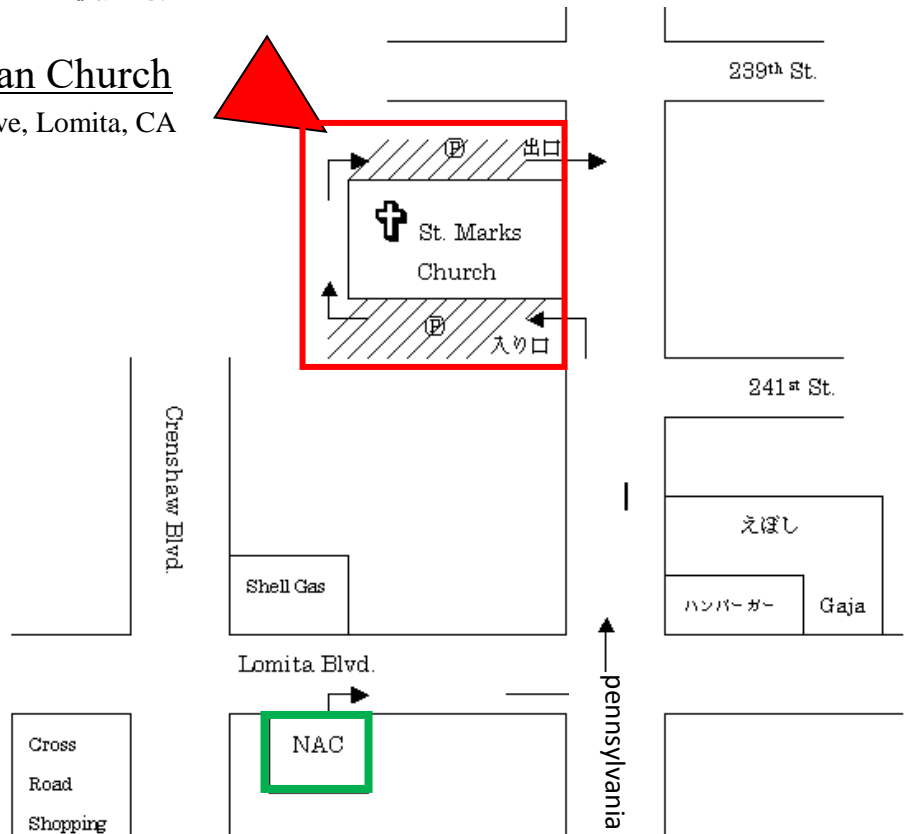 an Church
ve, Lomita, CA
239th St.
P 出口
St. Marks
Church
P 入り口
241st St.
Crenshaw Blvd.
えぼし
Shell Gas
ハンバーガー Gaja
Lomita Blvd.
pennsylvania
NAC
Cross
Road
Shopping